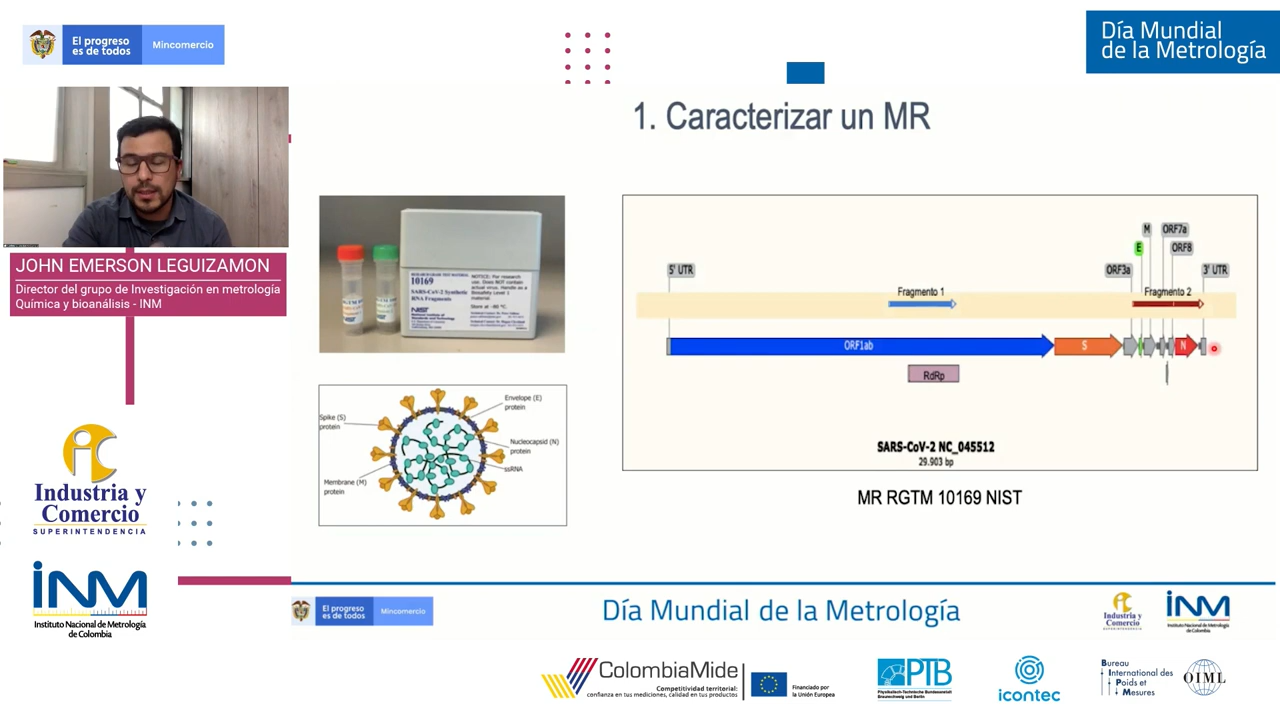 El progreso
es de todos
Mincomercio
Día Mundial
de la Metrología
1. Caracterizar un MR
JOHN EMERSON LEGUIZAMON
Director del grupo de Investigación en metrología
Química y bioanálisis - INM
10169
SARS-CoV-2 Synthetic
RNA Fragments
NIST
Spike (S)
protein
Envelope (E)
protein
Nucleocapsid (N)
protein
ssRNA
Membrane (M)
protein
M
ORF7a
E
ORF8
5' UTR
ORF3a
3' UTR
Fragmento 1
Fragmento 2
ORF1ab
S
N
RdRp
SARS-CoV-2 NC_045512
29.903 bp
MR RGTM 10169 NIST
Industria y
Comercio
SUPERINTENDENCIA
INM
Instituto Nacional de Metrología
de Colombia
El progreso
es de todos
Mincomercio
Día Mundial de la Metrología
Industria y
Comercio
SUPERINTENDENCIA
INM
Instituto Nacional de Metrología
de Colombia
ColombiaMide
Competitividad territorial:
confianza en tus mediciones, calidad en tus productos
Financiado por
la Unión Europea
PTB
Physikalisch-Technische Bundesanstalt
Braunschweig und Berlin
icontec
Bureau
International des
Poids et
Mesures
OIML